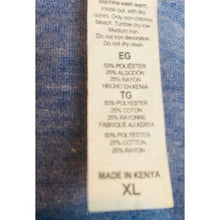 Machine wash warm,
inside out, with like
colors. Only non-chlorine
bleach. Tumble dry low.
Medium iron.
Do not iron decoration.
Do not dry clean.
EG
50% POLIÉSTER
25% ALGODÓN
25% RAYON
HECHO EN KENIA
TG
50% POLYESTER
25% COTON
25% RAYONNE
FABRIQUÉ AU KENYA
50% POLYESTER
25% COTTON
25% RAYON
MADE IN KENYA
XL